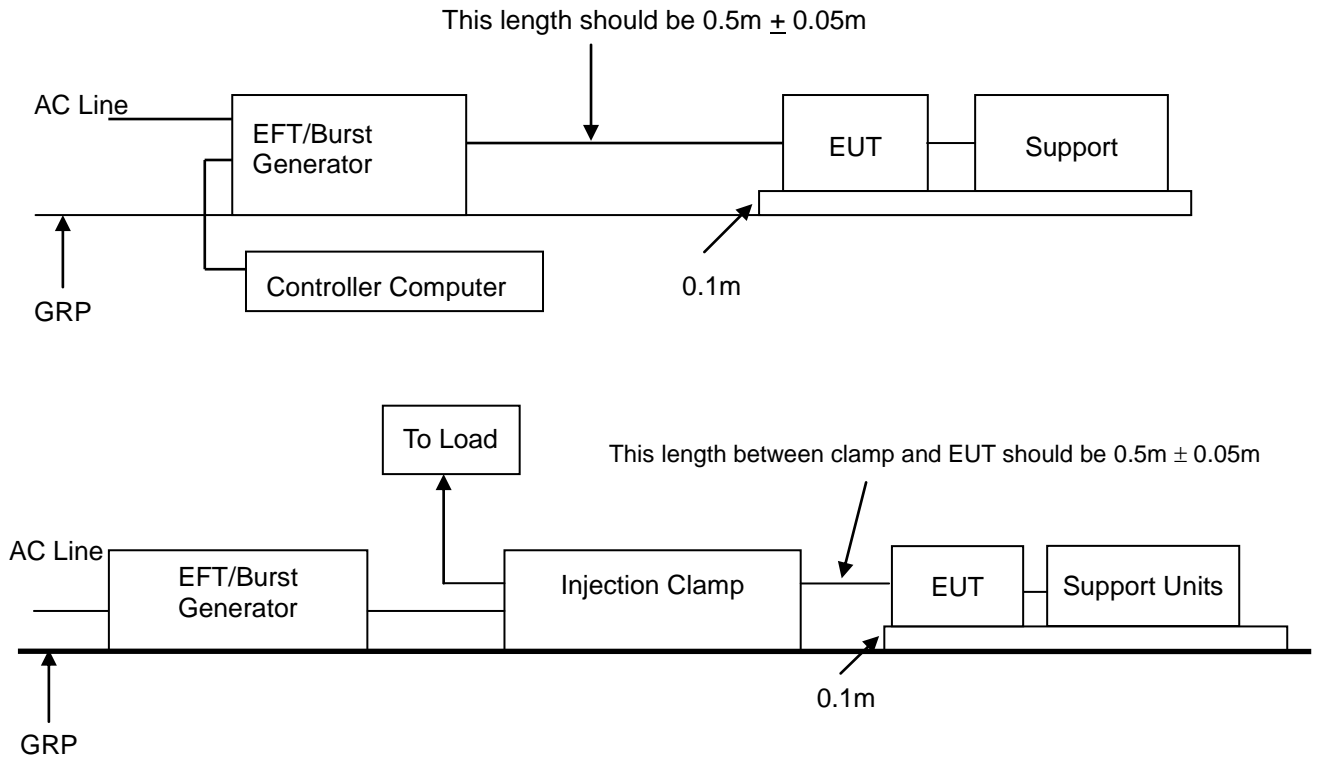 This length should be 0.5m ± 0.05m
AC Line
EFT/Burst
Generator
EUT
Support
Controller Computer
0.1m
GRP
To Load
This length between clamp and EUT should be 0.5m ± 0.05m
AC Line
EFT/Burst
Generator
Injection Clamp
EUT
Support Units
0.1m
GRP